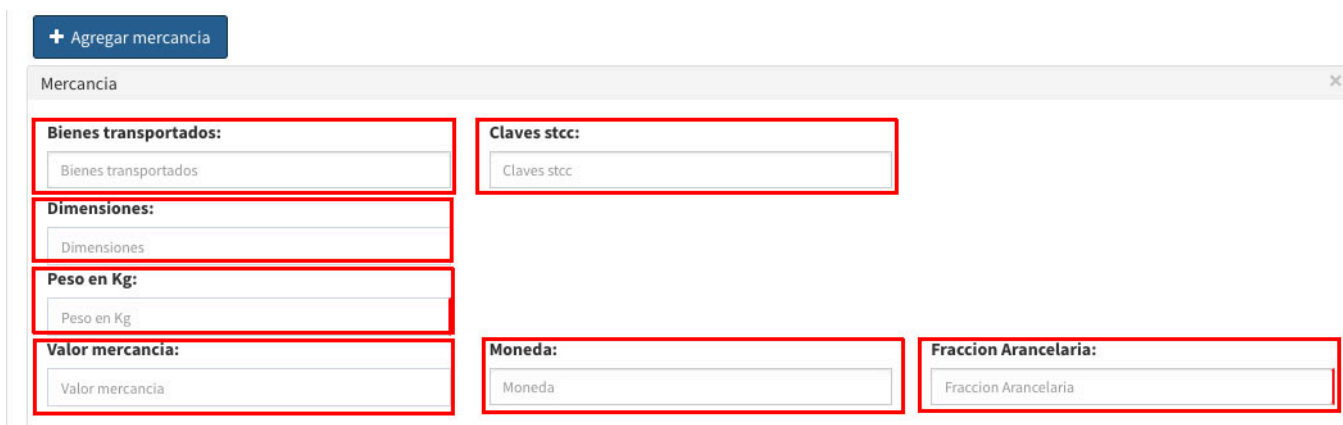 + Agregar mercancia
Mercancia ×
Bienes transportados: Claves stcc:
Bienes transportados Claves stcc
Dimensiones:
Dimensiones
Peso en Kg:
Peso en Kg
Valor mercancia: Moneda: Fraccion Arancelaria:
Valor mercancia Moneda Fraccion Arancelaria